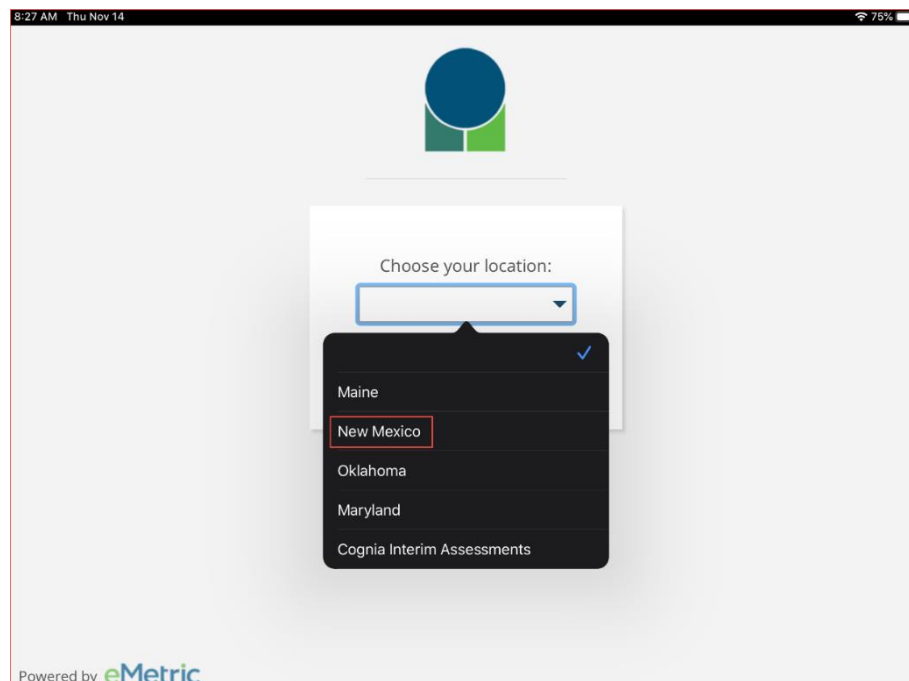 8:27 AM Thu Nov 14 75%
Choose your location:
Maine
New Mexico
Oklahoma
Maryland
Cognia Interim Assessments
Powered by eMetric